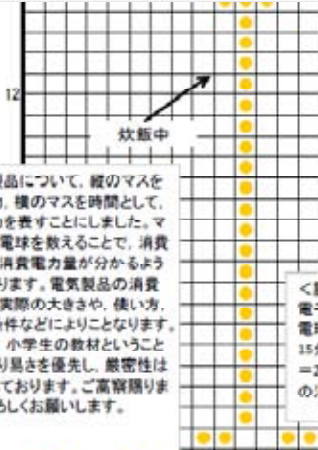 12
炊飯中
品について，縦のマスを
，横のマスを時間として，
を表すことにしました。マ
電球を数えることで，消費
消費電力量が分かるよう
ります。電気製品の消費
実際の大きさや，使い方，
件などによりことなります。
小学生の教材ということ
り易さを優先し，厳密性は
ております。ご高察賜りま
ろしくお願いします。
電子
電球
15分
＝2
の消